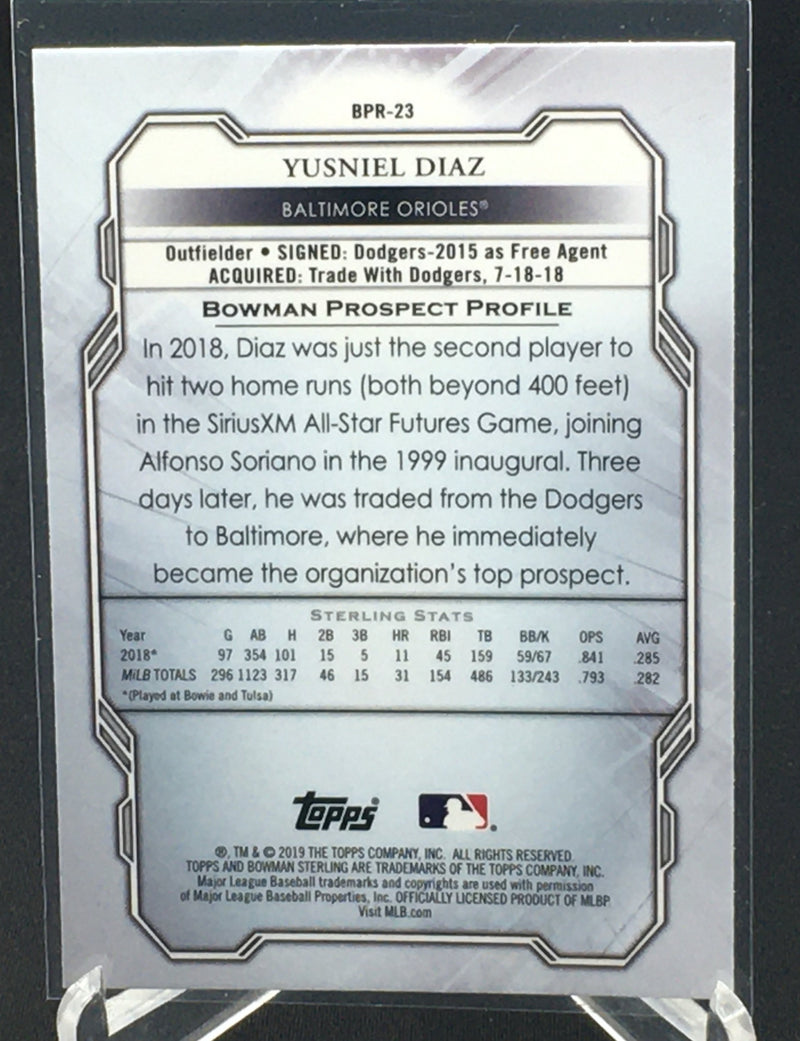 BPR-23
YUSNIEL DIAZ
BALTIMORE ORIOLES®
Outfielder • SIGNED: Dodgers-2015 as Free Agent
ACQUIRED: Trade With Dodgers, 7-18-18
BOWMAN PROSPECT PROFILE
In 2018, Diaz was just the second player to
hit two home runs (both beyond 400 feet)
in the SiriusXM All-Star Futures Game, joining
Alfonso Soriano in the 1999 inaugural. Three
days later, he was traded from the Dodgers
to Baltimore, where he immediately
became the organization's top prospect.
STERLING STATS
Year G AB H 2B 3B HR RBI TB BB/K OPS AVG
2018* 97 354 101 15 5 11 45 159 59/67 .841 .285
MiLB TOTALS 296 1123 317 46 15 31 154 486 133/243 .793 .282
*(Played at Bowie and Tulsa)
topps®
®, TM & © 2019 THE TOPPS COMPANY, INC. ALL RIGHTS RESERVED.
TOPPS AND BOWMAN STERLING ARE TRADEMARKS OF THE TOPPS COMPANY, INC.
Major League Baseball trademarks and copyrights are used with permission
of Major League Baseball Properties, Inc. OFFICIALLY LICENSED PRODUCT OF MLBP.
Visit MLB.com